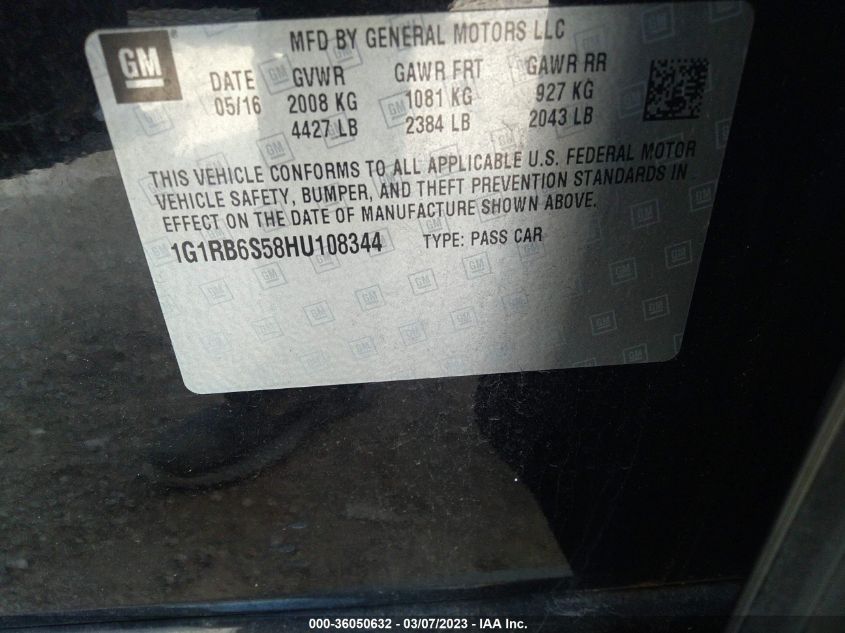 GM
MFD BY GENERAL MOTORS LLC
DATE GVWR GAWR FRT GAWR RR
05/16 2008 KG 1081 KG 927 KG
4427 LB 2384 LB 2043 LB
THIS VEHICLE CONFORMS TO ALL APPLICABLE U.S. FEDERAL MOTOR
VEHICLE SAFETY, BUMPER, AND THEFT PREVENTION STANDARDS IN
EFFECT ON THE DATE OF MANUFACTURE SHOWN ABOVE.
1G1RB6S58HU108344 TYPE: PASS CAR
000-36050632 — 03/07/2023 — IAA Inc.